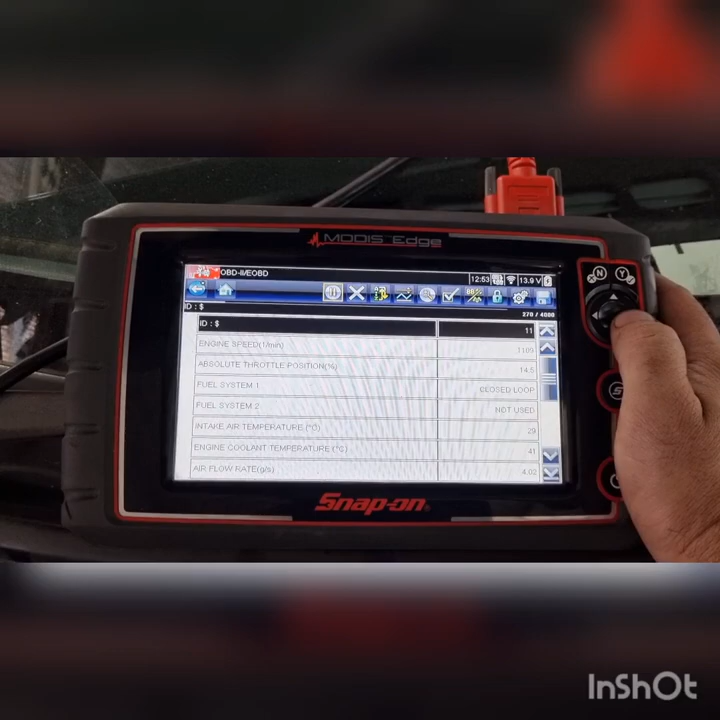 MODIS Edge
N Y
OBD-II/EOBD 12:53 13.9 V
ID : $ 279 / 4000
ID : $ 11
ENGINE SPEED(1/min) 1105
ABSOLUTE THROTTLE POSITION(%) 14.5
FUEL SYSTEM 1 CLOSED LOOP
FUEL SYSTEM 2 NOT USED
INTAKE AIR TEMPERATURE (°C) 29
ENGINE COOLANT TEMPERATURE (°C) 41
AIR FLOW RATE(g/s) 4.02
Snap-on
InShOt